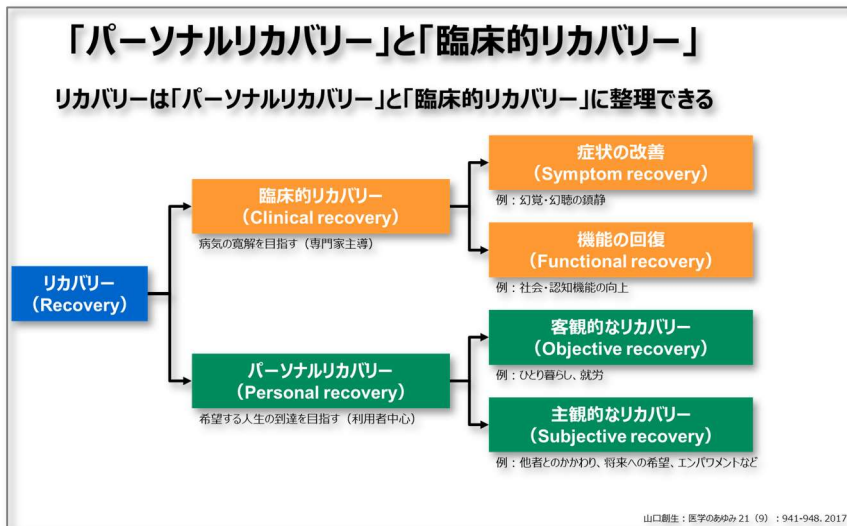 「パーソナルリカバリー」と「臨床的リカバリー」
リカバリーは「パーソナルリカバリー」と「臨床的リカバリー」に整理できる
リカバリー
（Recovery）
臨床的リカバリー
（Clinical recovery）
病気の寛解を目指す（専門家主導）
症状の改善
（Symptom recovery）
例：幻覚・幻聴の鎮静
機能の回復
（Functional recovery）
例：社会・認知機能の向上
パーソナルリカバリー
（Personal recovery）
希望する人生の到達を目指す（利用者中心）
客観的なリカバリー
（Objective recovery）
例：ひとり暮らし、就労
主観的なリカバリー
（Subjective recovery）
例：他者とのかかわり、将来への希望、エンパワメントなど
山口創生：医学のあゆみ 21（9）：941-948. 2017